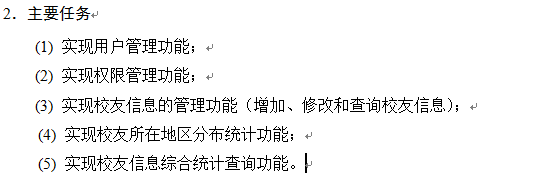 2．主要任务
(1) 实现用户管理功能；
(2) 实现权限管理功能；
(3) 实现校友信息的管理功能（增加、修改和查询校友信息）；
(4) 实现校友所在地区分布统计功能；
(5) 实现校友信息综合统计查询功能。